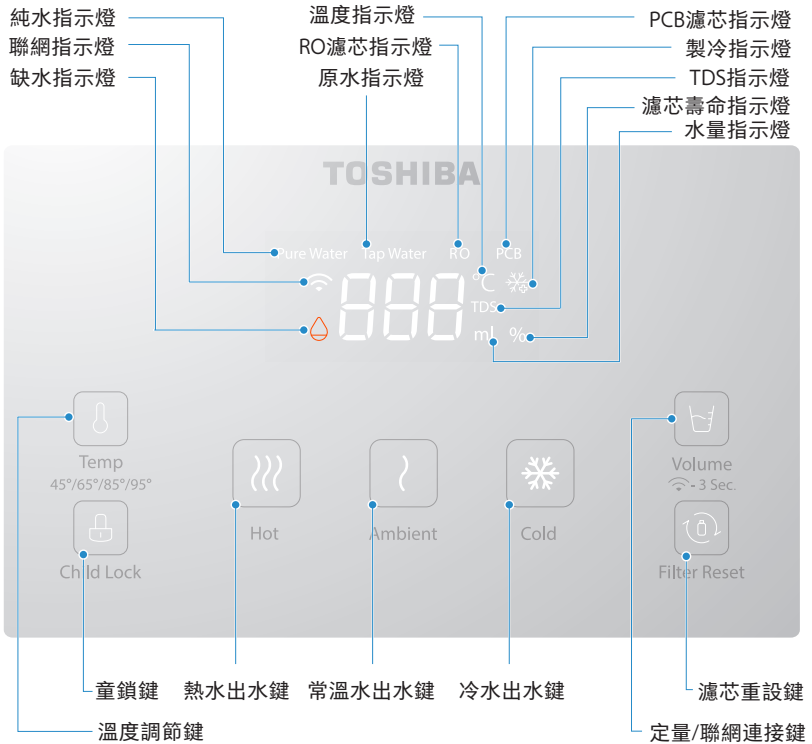 純水指示燈
溫度指示燈
PCB濾芯指示燈
聯網指示燈
RO濾芯指示燈
製冷指示燈
缺水指示燈
原水指示燈
TDS指示燈
濾芯壽命指示燈
水量指示燈
TOSHIBA
Pure Water Tap Water RO PCB
888 °C
TDS
ml %
Temp
45°/65°/85°/95°
Volume
- 3 Sec.
Hot
Ambient
Cold
Child Lock
Filter Reset
童鎖鍵
熱水出水鍵
常溫水出水鍵
冷水出水鍵
濾芯重設鍵
溫度調節鍵
定量/聯網連接鍵